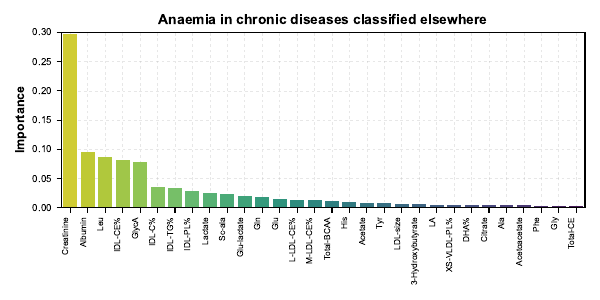 Anaemia in chronic diseases classified elsewhere
Importance
0.30
0.25
0.20
0.15
0.10
0.05
0.00
Creatinine
Albumin
Leu
IDL-CE%
GlycA
IDL-C%
IDL-TG%
IDL-PL%
Lactate
Sc-ala
Glu-lactate
Gln
Glu
L-LDL-CE%
M-LDL-CE%
Total-BCAA
His
Acetate
Tyr
LDL-size
3-Hydroxybutyrate
LA
XS-VLDL-PL%
DHA%
Citrate
Ala
Acetoacetate
Phe
Gly
Total-CE